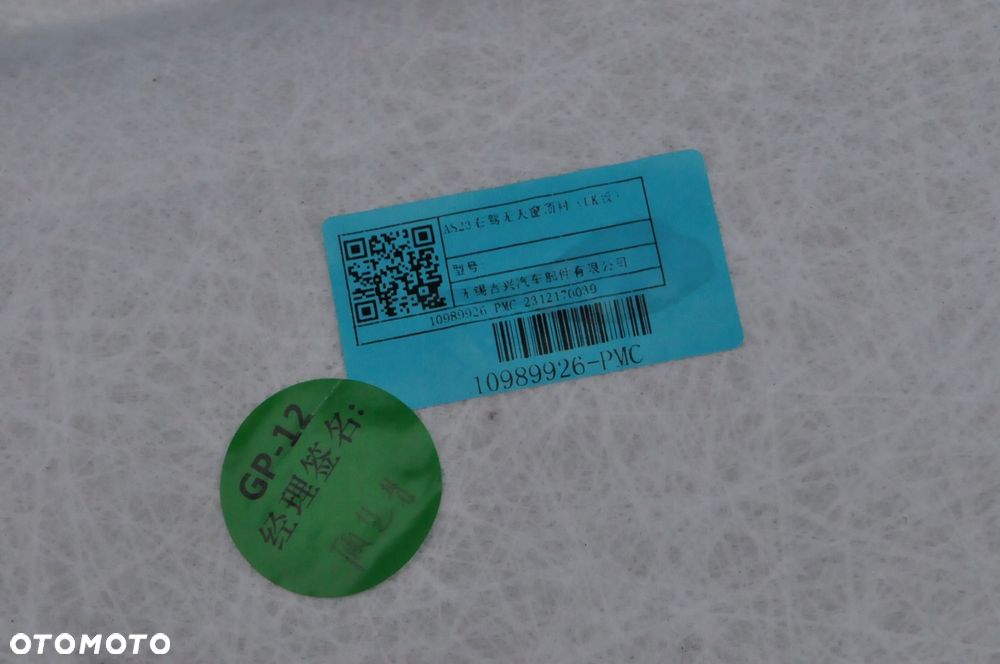 AS23右驾无天窗顶衬（UK版）
型号
无锡吉兴汽车部件有限公司
10989926-PMC-2312170039
10989926-PMC
GP-12
经理签名:
OTOMOTO